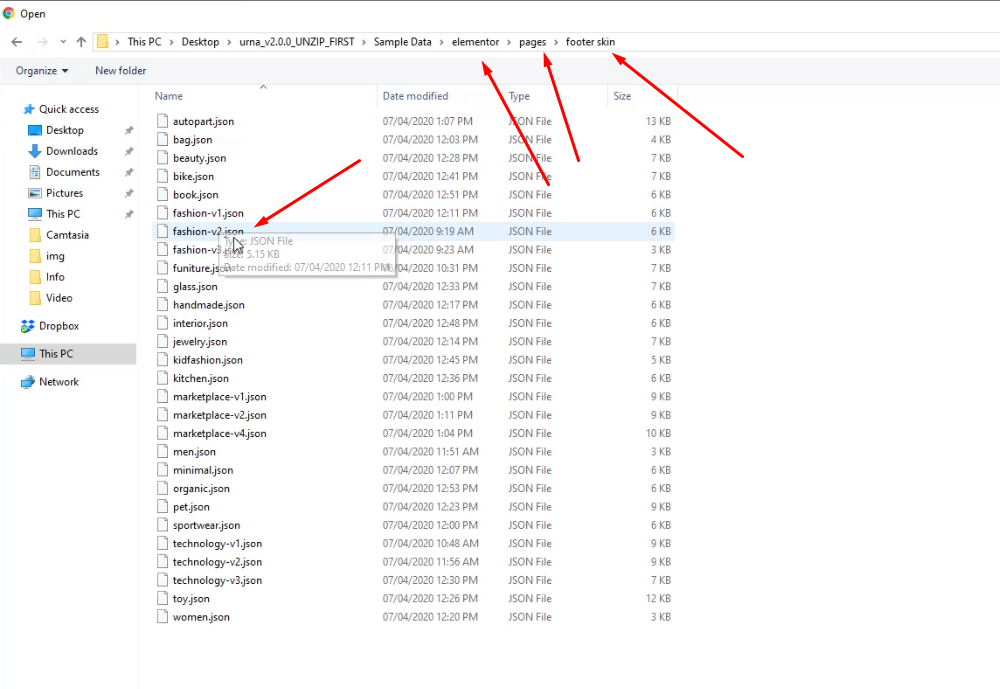 Open
This PC > Desktop > urna_v2.0.0_UNZIP_FIRST > Sample Data > elementor > pages > footer skin
Organize New folder
Name Date modified Type Size
Quick access
Desktop
Downloads
Documents
Pictures
This PC
Camtasia
img
Info
Video
Dropbox
This PC
Network
autopart.json 07/04/2020 1:07 PM JSON File 13 KB
bag.json 07/04/2020 12:03 PM JSON File 4 KB
beauty.json 07/04/2020 12:28 PM JSON File 7 KB
bike.json 07/04/2020 12:41 PM JSON File 7 KB
book.json 07/04/2020 12:51 PM JSON File 6 KB
fashion-v1.json 07/04/2020 12:11 PM JSON File 6 KB
fashion-v2.json 07/04/2020 9:19 AM JSON File 6 KB
Type: JSON File
fashion-v3.json 07/04/2020 9:23 AM JSON File 3 KB
Size: 5.15 KB
Date modified: 07/04/2020 12:11 PM
funiture.json 10:31 PM JSON File 7 KB
glass.json 07/04/2020 12:33 PM JSON File 7 KB
handmade.json 07/04/2020 12:17 PM JSON File 6 KB
interior.json 07/04/2020 12:48 PM JSON File 6 KB
jewelry.json 07/04/2020 12:14 PM JSON File 7 KB
kidfashion.json 07/04/2020 12:45 PM JSON File 5 KB
kitchen.json 07/04/2020 12:36 PM JSON File 6 KB
marketplace-v1.json 07/04/2020 1:00 PM JSON File 9 KB
marketplace-v2.json 07/04/2020 1:11 PM JSON File 9 KB
marketplace-v4.json 07/04/2020 1:04 PM JSON File 10 KB
men.json 07/04/2020 11:51 AM JSON File 3 KB
minimal.json 07/04/2020 12:07 PM JSON File 6 KB
organic.json 07/04/2020 12:53 PM JSON File 6 KB
pet.json 07/04/2020 12:23 PM JSON File 9 KB
sportwear.json 07/04/2020 12:00 PM JSON File 6 KB
technology-v1.json 07/04/2020 10:48 AM JSON File 9 KB
technology-v2.json 07/04/2020 11:56 AM JSON File 9 KB
technology-v3.json 07/04/2020 12:30 PM JSON File 7 KB
toy.json 07/04/2020 12:26 PM JSON File 12 KB
women.json 07/04/2020 12:20 PM JSON File 3 KB